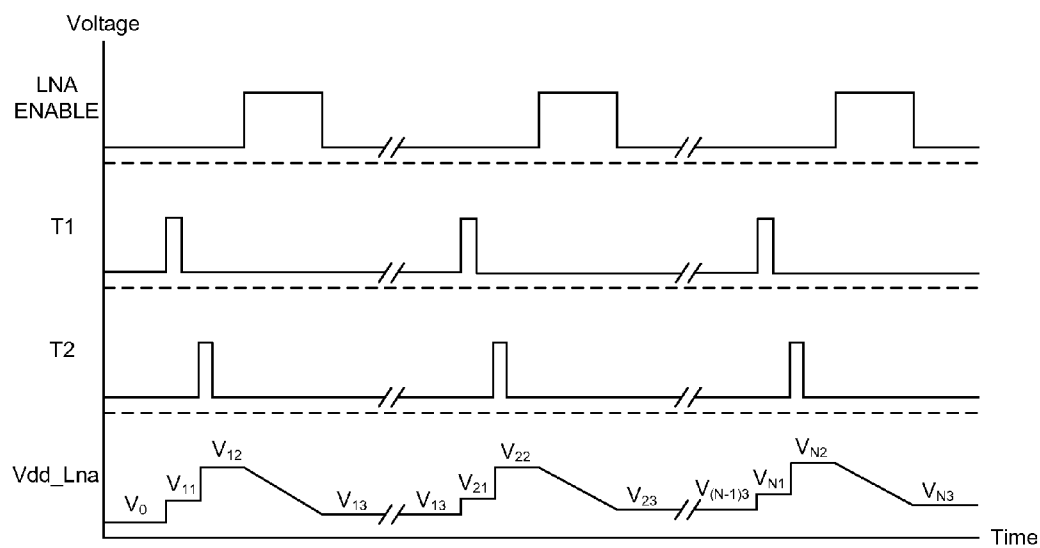 Voltage
LNA
ENABLE
T1
T2
Vdd_Lna
V0
V11
V12
V13
V13
V21
V22
V23
V(N-1)3
VN1
VN2
VN3
Time